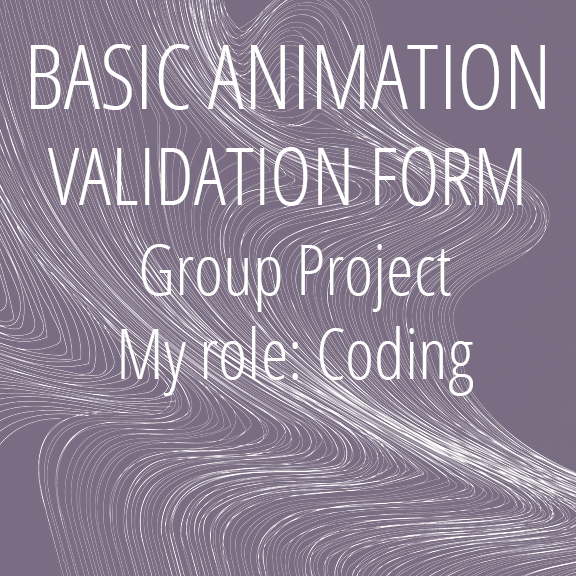 BASIC ANIMATION
VALIDATION FORM
Group Project
My role: Coding